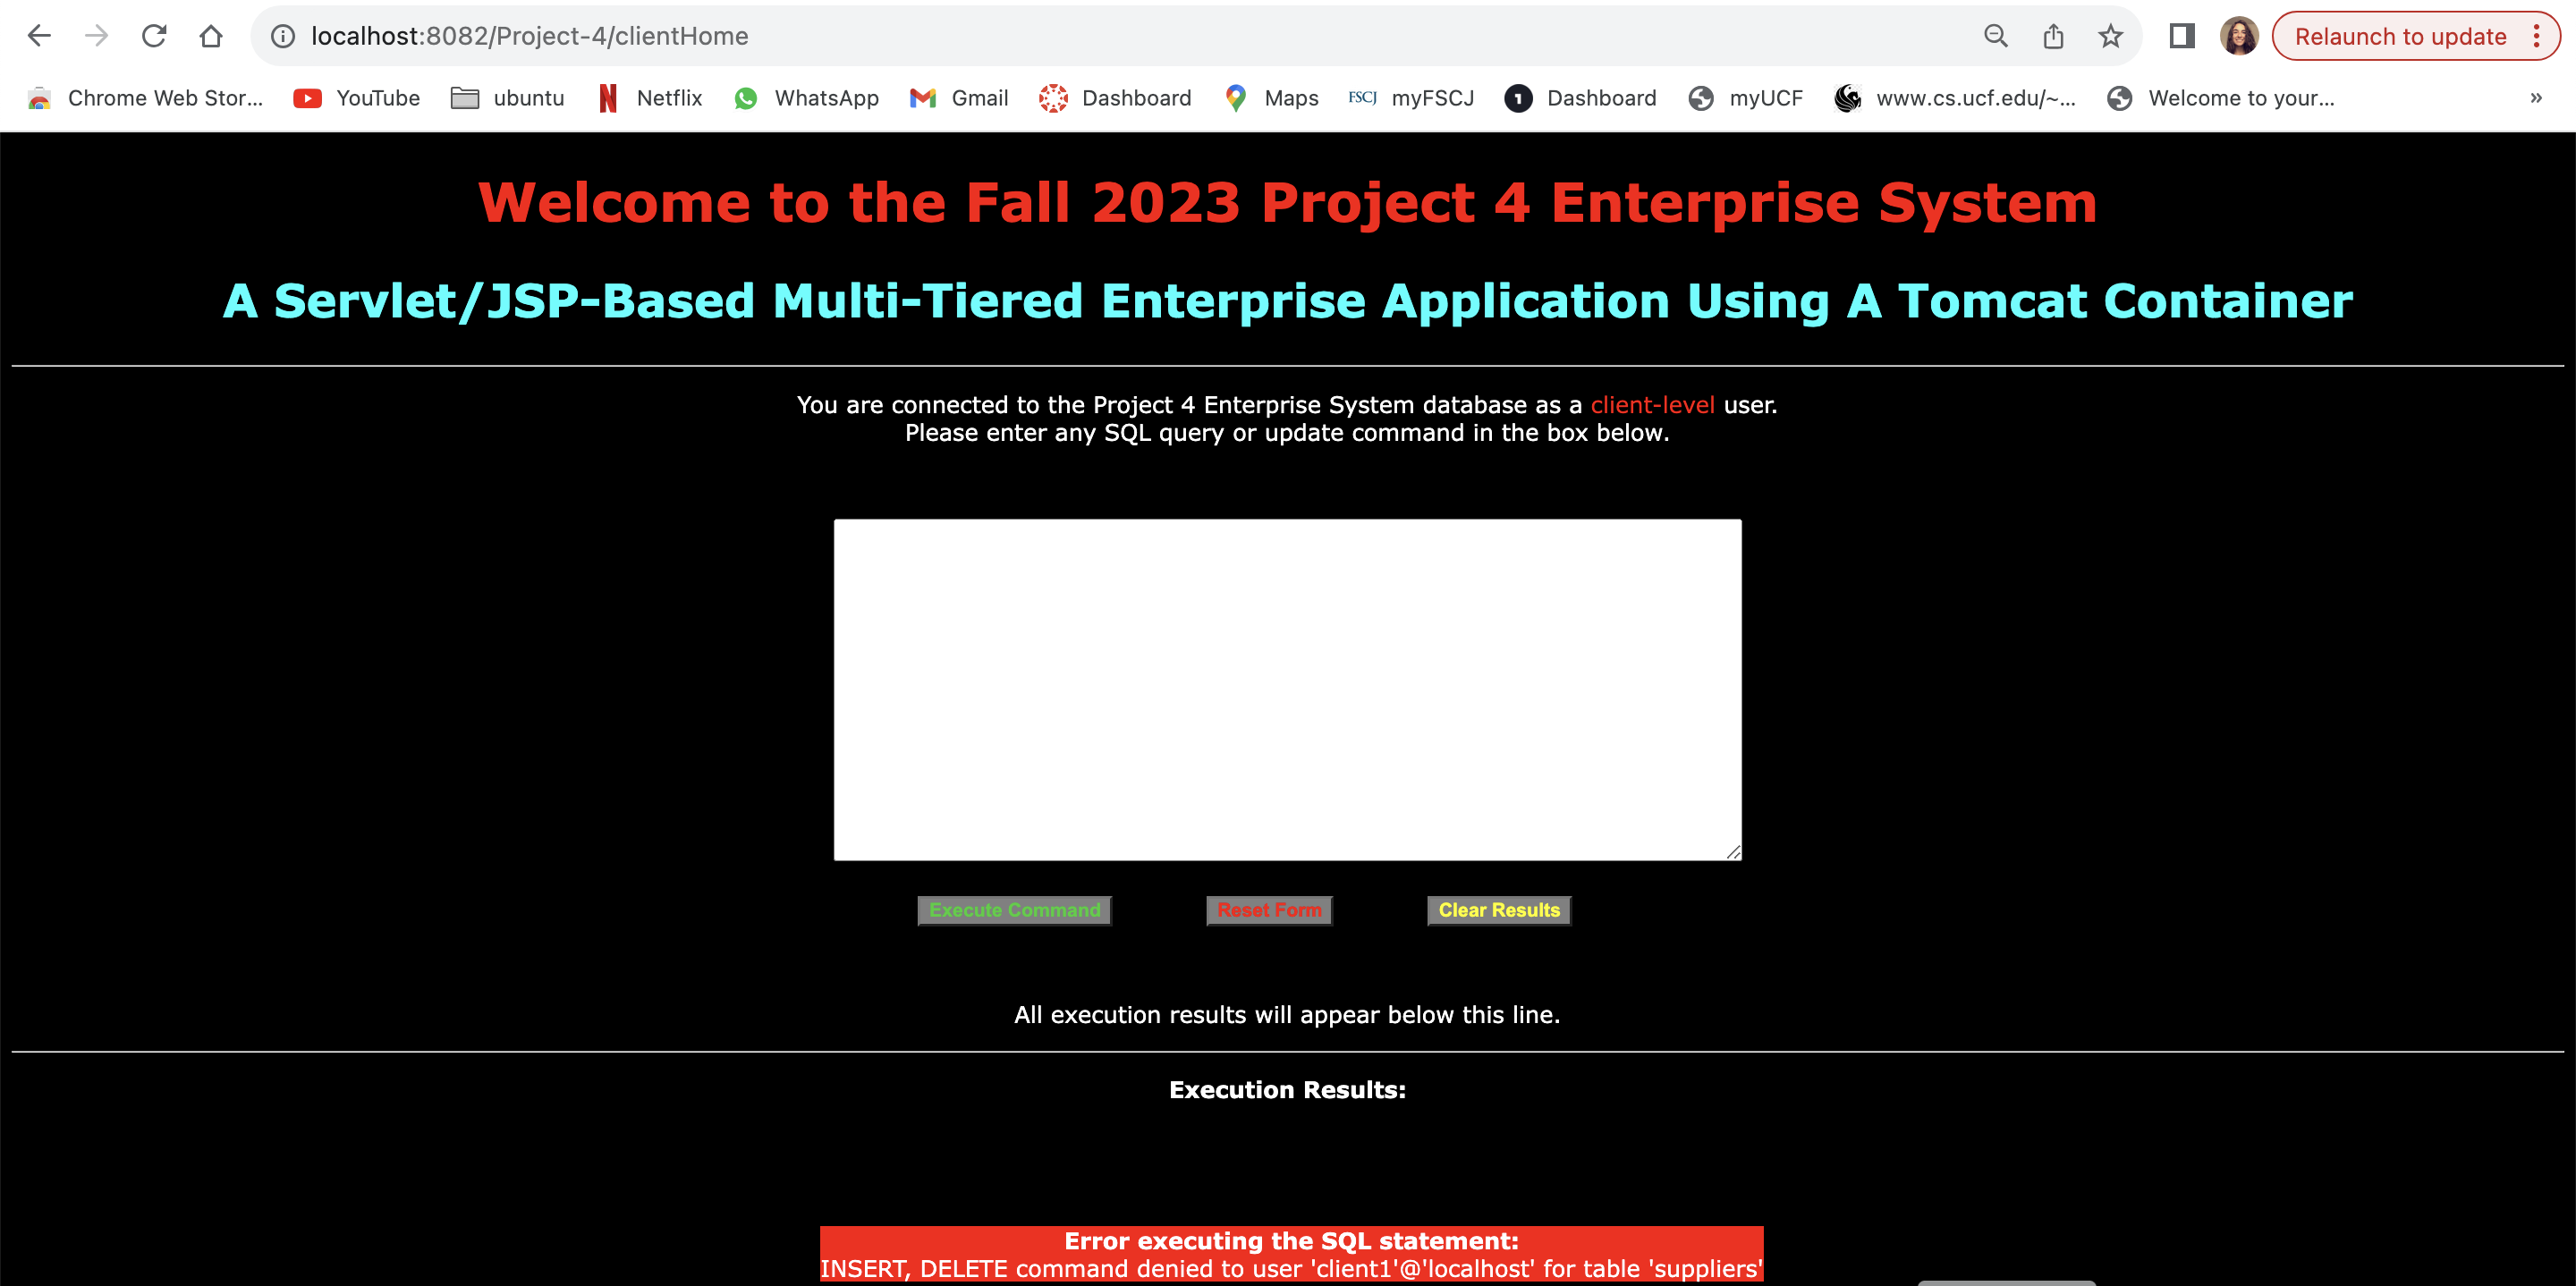 localhost:8082/Project-4/clientHome
Relaunch to update
Chrome Web Stor... YouTube ubuntu Netflix WhatsApp Gmail Dashboard Maps FSCJ myFSCJ 1 Dashboard myUCF www.cs.ucf.edu/~... Welcome to your... »
Welcome to the Fall 2023 Project 4 Enterprise System
A Servlet/JSP-Based Multi-Tiered Enterprise Application Using A Tomcat Container
You are connected to the Project 4 Enterprise System database as a client-level user.
Please enter any SQL query or update command in the box below.
Execute Command Reset Form Clear Results
All execution results will appear below this line.
Execution Results:
Error executing the SQL statement:
INSERT, DELETE command denied to user 'client1'@'localhost' for table 'suppliers'